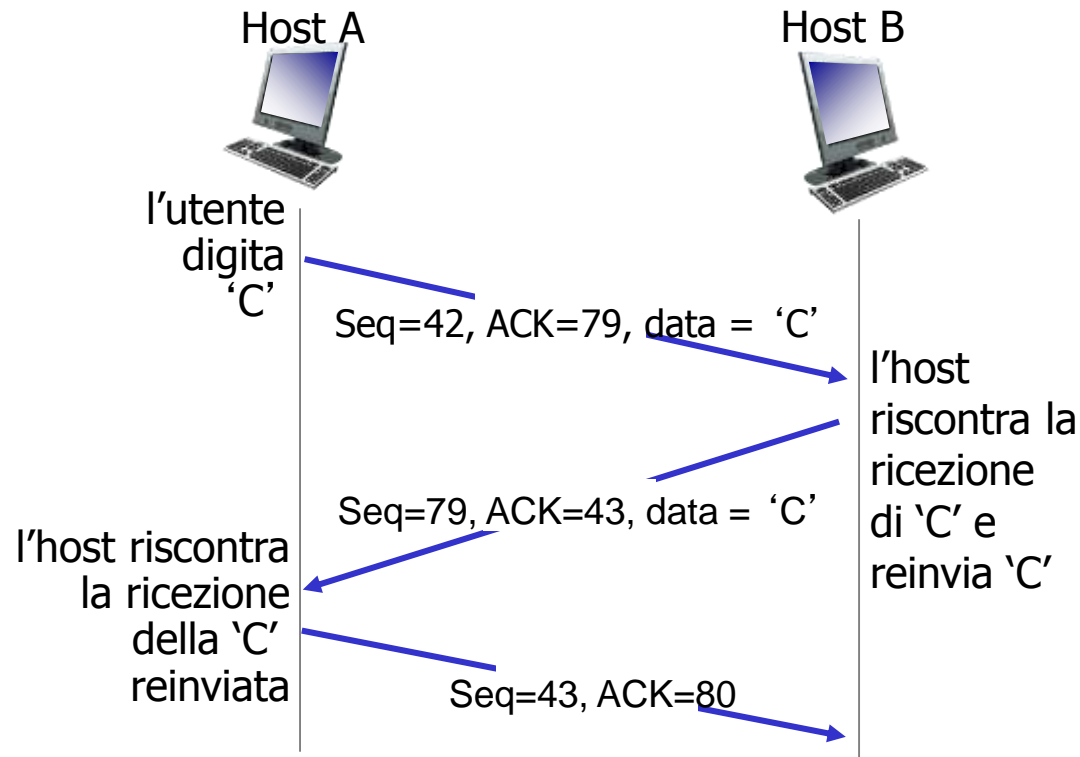 Host A
Host B
l'utente
digita
‘C’
Seq=42, ACK=79, data = ‘C’
l'host
riscontra la
ricezione
di ‘C’ e
reinvia ‘C’
Seq=79, ACK=43, data = ‘C’
l'host riscontra
la ricezione
della ‘C’
reinviata
Seq=43, ACK=80